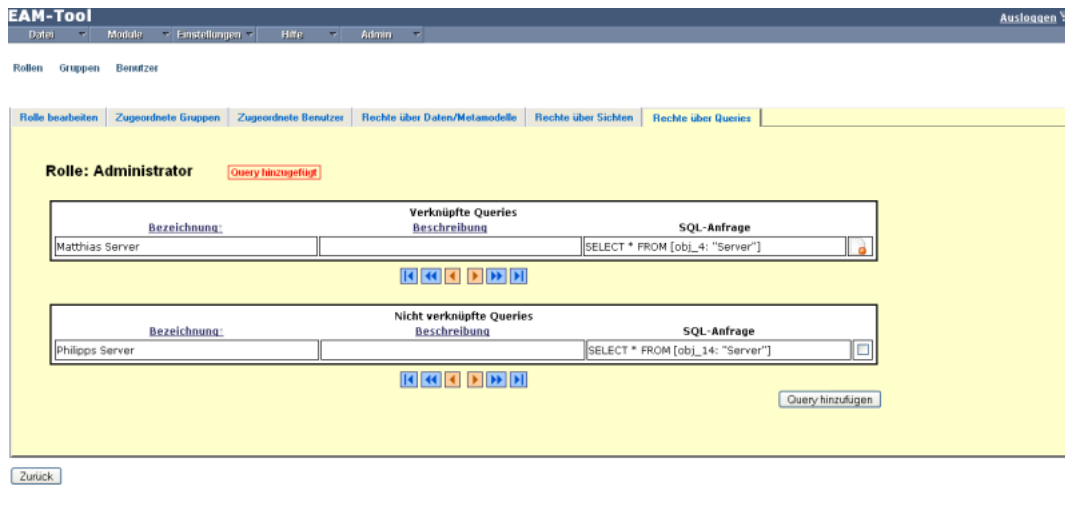 EAM-Tool
Ausloggen
Datei Module Einstellungen Hilfe Admin
Rollen Gruppen Benutzer
Rolle bearbeiten Zugeordnete Gruppen Zugeordnete Benutzer Rechte über Daten/Metamodelle Rechte über Sichten Rechte über Queries
Rolle: Administrator Query hinzugefügt
Verknüpfte Queries
Bezeichnung: Beschreibung SQL-Anfrage
Matthias Server SELECT * FROM [obj_4: "Server"]
Nicht verknüpfte Queries
Bezeichnung: Beschreibung SQL-Anfrage
Philipps Server SELECT * FROM [obj_14: "Server"]
Query hinzufügen
Zurück